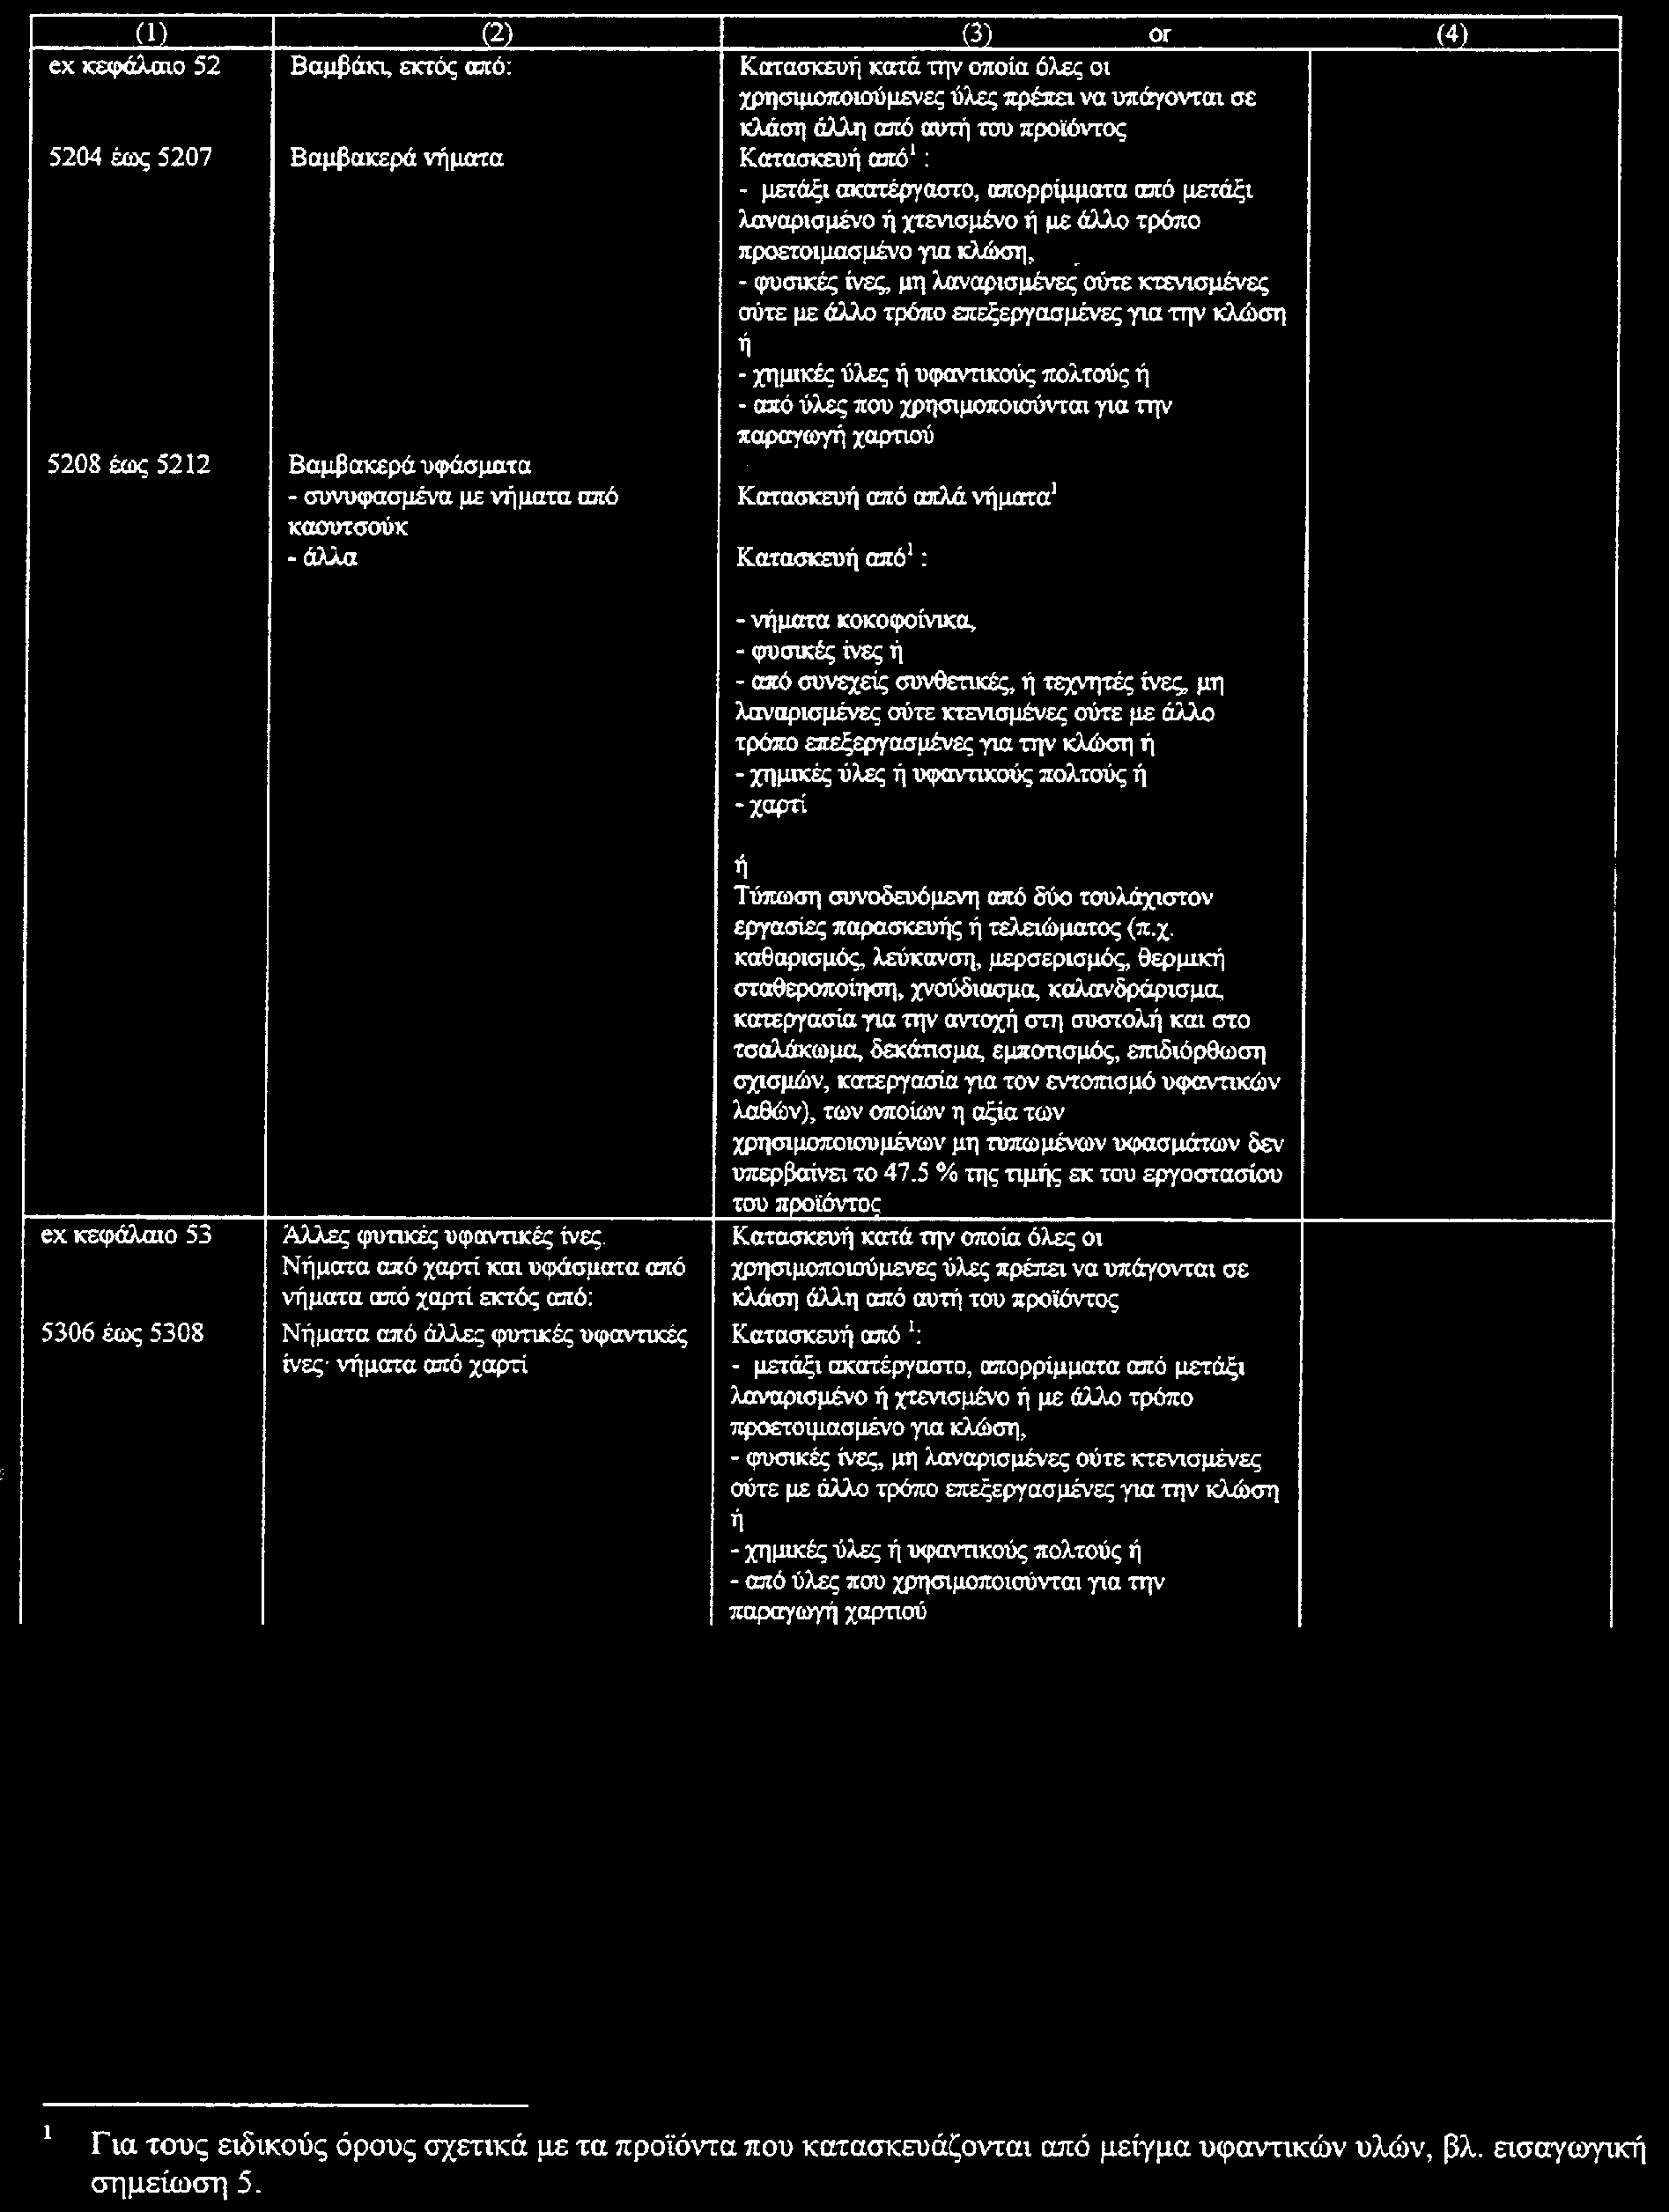 (1) (2) (3) or (4)
ex κεφάλαιο 52 Βαμβάκι, εκτός από: Κατασκευή κατά την οποία όλες οι
χρησιμοποιούμενες ύλες πρέπει να υπάγονται σε
κλάση άλλη από αυτή του προϊόντος
5204 έως 5207 Βαμβακερά νήματα Κατασκευή από¹ :
- μετάξι ακατέργαστο, απορρίμματα από μετάξι
λαναρισμένο ή χτενισμένο ή με άλλο τρόπο
προετοιμασμένο για κλώση,
- φυσικές ίνες, μη λαναρισμένες ούτε κτενισμένες
ούτε με άλλο τρόπο επεξεργασμένες για την κλώση
ή
- χημικές ύλες ή υφαντικούς πολτούς ή
- από ύλες που χρησιμοποιούνται για την
παραγωγή χαρτιού
5208 έως 5212 Βαμβακερά υφάσματα
- συνυφασμένα με νήματα από Κατασκευή από απλά νήματα¹
καουτσούκ
- άλλα Κατασκευή από¹ :
- νήματα κοκοφοίνικα,
- φυσικές ίνες ή
- από συνεχείς συνθετικές, ή τεχνητές ίνες, μη
λαναρισμένες ούτε κτενισμένες ούτε με άλλο
τρόπο επεξεργασμένες για την κλώση ή
- χημικές ύλες ή υφαντικούς πολτούς ή
- χαρτί
ή
Τύπωση συνοδευόμενη από δύο τουλάχιστον
εργασίες παρασκευής ή τελειώματος (π.χ.
καθαρισμός, λεύκανση, μερσερισμός, θερμική
σταθεροποίηση, χνούδιασμα, καλανδράρισμα,
κατεργασία για την αντοχή στη συστολή και στο
τσαλάκωμα, δεκάτισμα, εμποτισμός, επιδιόρθωση
σχισμών, κατεργασία για τον εντοπισμό υφαντικών
λαθών), των οποίων η αξία των
χρησιμοποιουμένων μη τυπωμένων υφασμάτων δεν
υπερβαίνει το 47.5 % της τιμής εκ του εργοστασίου
του προϊόντος
ex κεφάλαιο 53 Άλλες φυτικές υφαντικές ίνες. Κατασκευή κατά την οποία όλες οι
Νήματα από χαρτί και υφάσματα από χρησιμοποιούμενες ύλες πρέπει να υπάγονται σε
νήματα από χαρτί εκτός από: κλάση άλλη από αυτή του προϊόντος
5306 έως 5308 Νήματα από άλλες φυτικές υφαντικές Κατασκευή από ¹:
ίνες· νήματα από χαρτί - μετάξι ακατέργαστο, απορρίμματα από μετάξι
λαναρισμένο ή χτενισμένο ή με άλλο τρόπο
προετοιμασμένο για κλώση,
- φυσικές ίνες, μη λαναρισμένες ούτε κτενισμένες
ούτε με άλλο τρόπο επεξεργασμένες για την κλώση
ή
- χημικές ύλες ή υφαντικούς πολτούς ή
- από ύλες που χρησιμοποιούνται για την
παραγωγή χαρτιού
¹ Για τους ειδικούς όρους σχετικά με τα προϊόντα που κατασκευάζονται από μείγμα υφαντικών υλών, βλ. εισαγωγική
σημείωση 5.